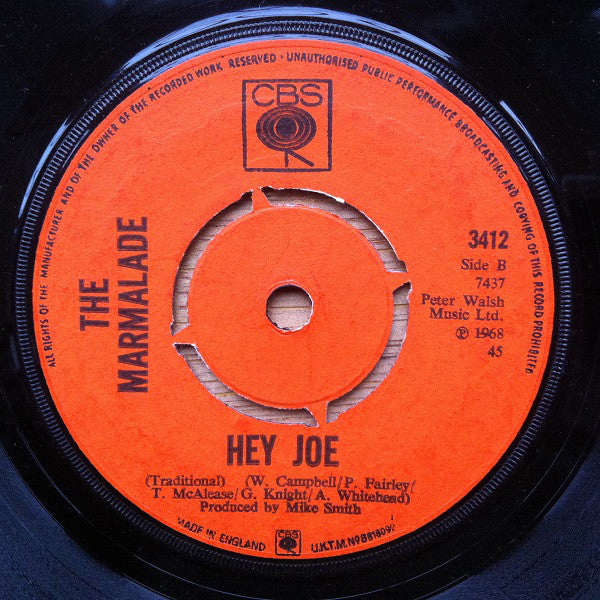 ALL RIGHTS OF THE MANUFACTURER AND OF THE OWNER OF THE RECORDED WORK RESERVED · UNAUTHORISED PUBLIC PERFORMANCE BROADCASTING AND COPYING OF THIS RECORD PROHIBITED
CBS
THE
MARMALADE
3412
Side B
7437
Peter Walsh
Music Ltd.
℗ 1968
45
HEY JOE
(Traditional) (W. Campbell/P. Fairley/
T. McAlease/G. Knight/A. Whitehead)
Produced by Mike Smith
MADE IN ENGLAND
CBS
U.K.T.M. Nº 818092